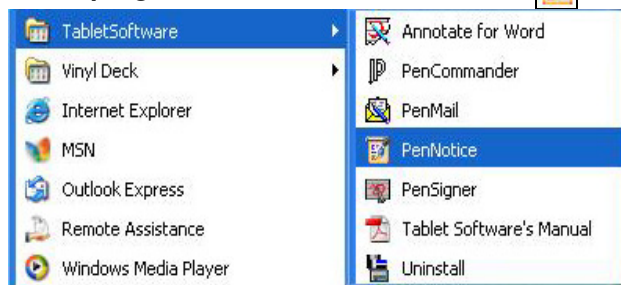 TabletSoftware
Vinyl Deck
Internet Explorer
MSN
Outlook Express
Remote Assistance
Windows Media Player
Annotate for Word
PenCommander
PenMail
PenNotice
PenSigner
Tablet Software's Manual
Uninstall